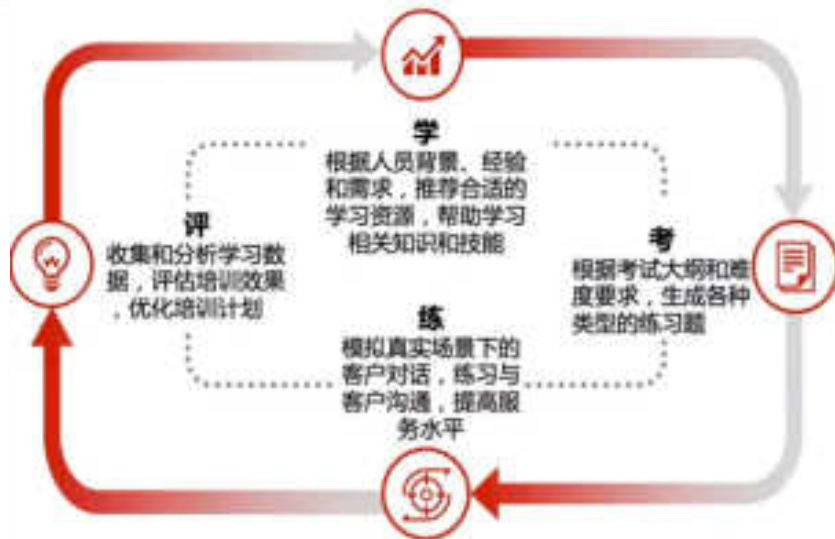 学
根据人员背景、经验
和需求，推荐合适的
学习资源，帮助学习
相关知识和技能
评
收集和分析学习数
据，评估培训效果
，优化培训计划
考
根据考试大纲和难
度要求，生成各种
类型的练习题
练
模拟真实场景下的
客户对话，练习与
客户沟通，提高服
务水平